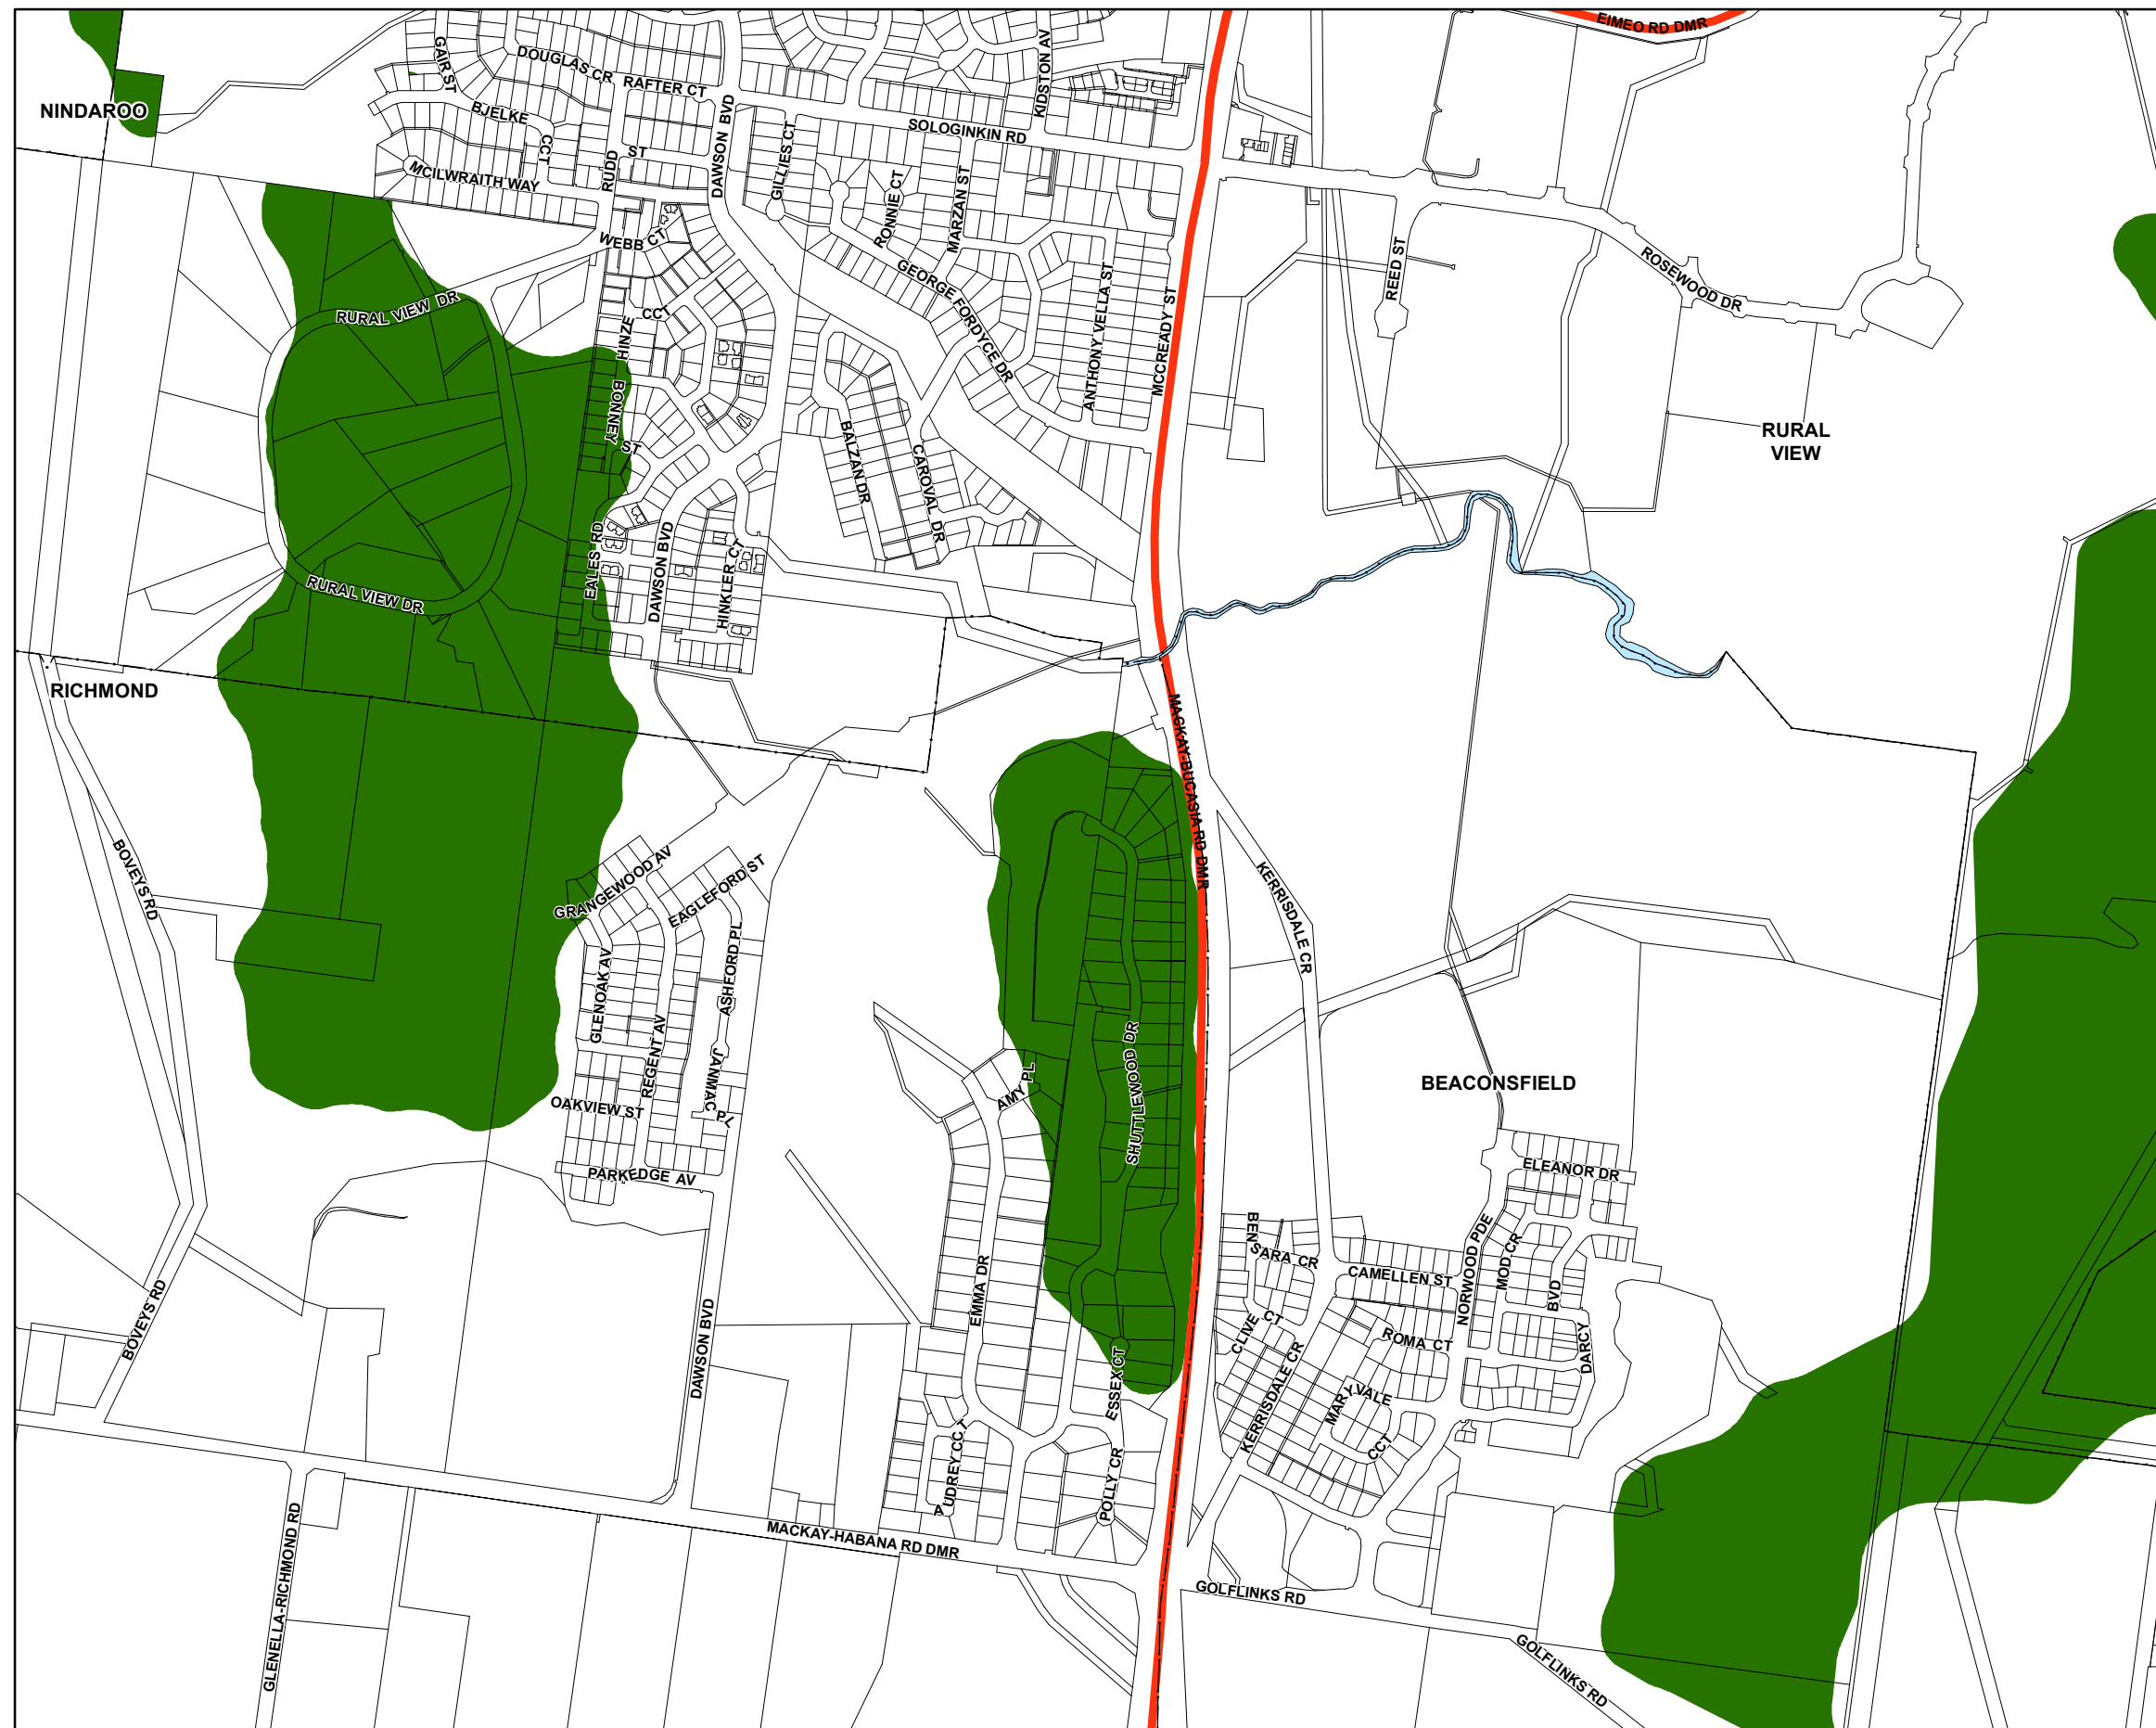 EIMEO RD DMR
GAIR ST
DOUGLAS CR
RAFTER CT
KIDSTON AV
NINDAROO
BJELKE
CCT
DAWSON BVD
SOLOGINKIN RD
RUDD
ST
GILLIES CT
MCILWRAITH WAY
RONNIE CT
MARZAN ST
WEBB CT
REED ST
ROSEWOOD DR
GEORGE FORDYCE DR
ANTHONY VELLA ST
MCCREADY ST
RURAL VIEW DR
HINZE
CCT
BONNEY
ST
BALZAN DR
CAROVAL DR
RURAL
VIEW
EALES RD
DAWSON BVD
HINKLER CT
RURAL VIEW DR
RICHMOND
MACKAY-BUCASIA RD DMR
BOVEYS RD
GRANGEWOOD AV
EAGLEFORD ST
KERRISDALE CR
ASHFORD PL
GLENOAK AV
REGENT AV
JANMAC
PL
OAKVIEW ST
AMY PL
SHUTTLEWOOD DR
BEACONSFIELD
PARKEDGE AV
ELEANOR DR
BEN
SARA CR
CAMELLEN ST
NORWOOD PDE
MOD CR
BVD
DARCY
BOVEYS RD
DAWSON BVD
EMMA DR
CLIVE CT
ROMA CT
ESSEX CT
KERRISDALE CR
MARYVALE
CCT
AUDREY CCT
POLLY CR
GLENELLA-RICHMOND RD
MACKAY-HABANA RD DMR
GOLFLINKS RD
GOLFLINKS RD